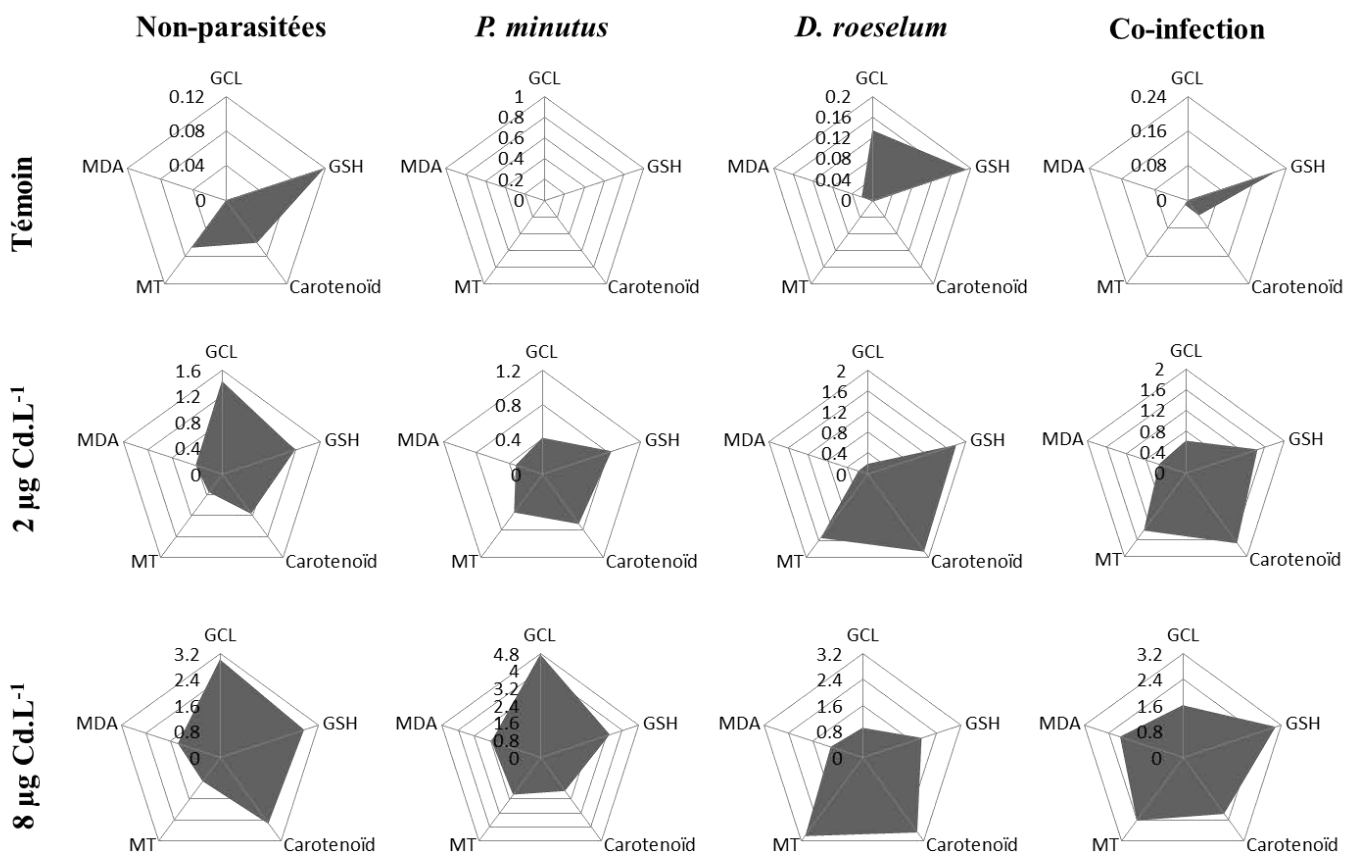 Non-parasitées
P. minutus
D. roeselum
Co-infection
Témoin
GCL
0.12
0.08
0.04
0
MDA
GSH
MT
Carotenoïd
GCL
1
0.8
0.6
0.4
0.2
0
MDA
GSH
MT
Carotenoïd
GCL
0.2
0.16
0.12
0.08
0.04
0
MDA
GSH
MT
Carotenoïd
GCL
0.24
0.16
0.08
0
MDA
GSH
MT
Carotenoïd
2 µg Cd.L-1
GCL
1.6
1.2
0.8
0.4
0
MDA
GSH
MT
Carotenoïd
GCL
1.2
0.8
0.4
0
MDA
GSH
MT
Carotenoïd
GCL
2
1.6
1.2
0.8
0.4
0
MDA
GSH
MT
Carotenoïd
GCL
2
1.6
1.2
0.8
0.4
0
MDA
GSH
MT
Carotenoïd
8 µg Cd.L-1
GCL
3.2
2.4
1.6
0.8
0
MDA
GSH
MT
Carotenoïd
GCL
4.8
4
3.2
2.4
1.6
0.8
0
MDA
GSH
MT
Carotenoïd
GCL
3.2
2.4
1.6
0.8
0
MDA
GSH
MT
Carotenoïd
GCL
3.2
2.4
1.6
0.8
0
MDA
GSH
MT
Carotenoïd